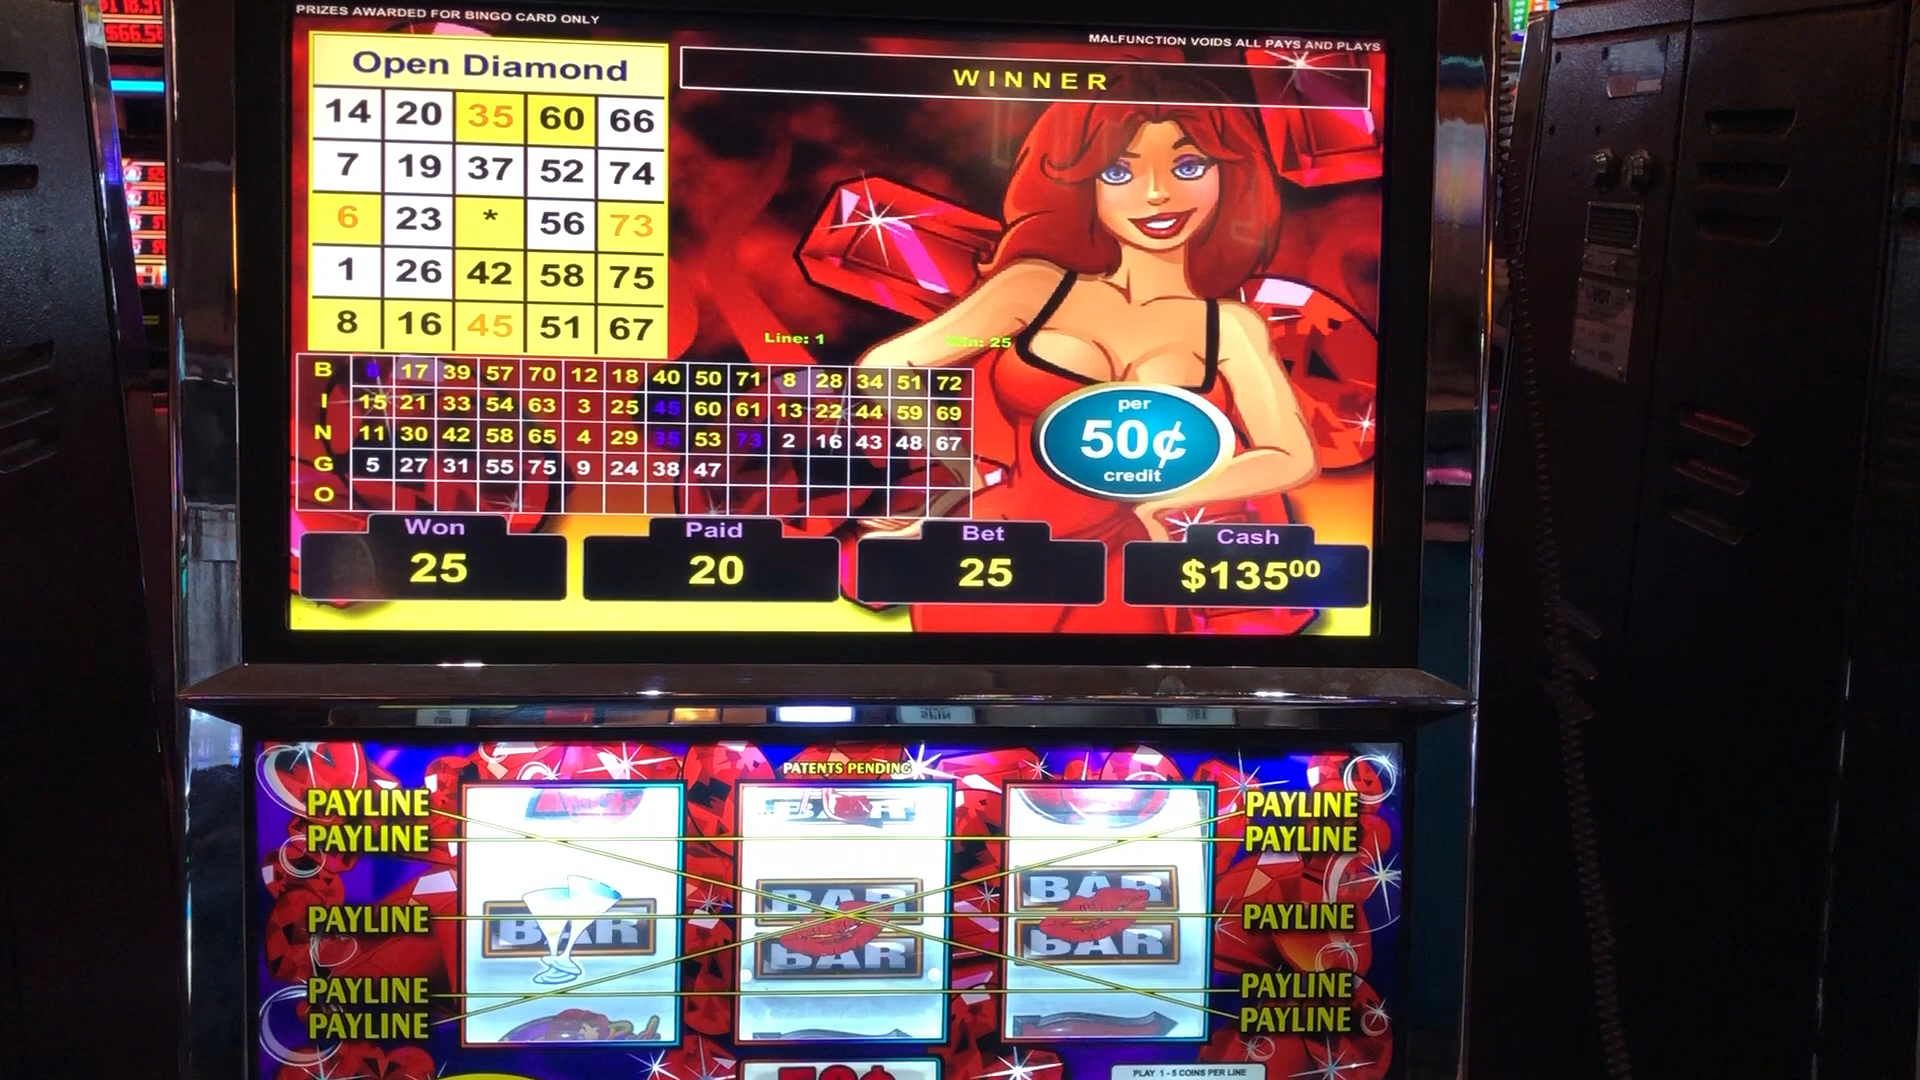 PRIZES AWARDED FOR BINGO CARD ONLY
MALFUNCTION VOIDS ALL PAYS AND PLAYS
Open Diamond
WINNER
14 20 35 60 66
7 19 37 52 74
6 23 * 56 73
1 26 42 58 75
8 16 45 51 67
Line: 1
Win: 25
B 6 17 39 57 70 12 18 40 50 71 8 28 34 51 72
I 15 21 33 54 63 3 25 45 60 61 13 22 44 59 69
N 11 30 42 58 65 4 29 35 53 73 2 16 43 48 67
G 5 27 31 55 75 9 24 38 47
O
per
50¢
credit
Won Paid Bet Cash
25 20 25 $135⁰⁰
PATENTS PENDING
PAYLINE PAYLINE
PAYLINE PAYLINE
BAR BAR BAR
PAYLINE PAYLINE
BAR BAR
PAYLINE PAYLINE
PAYLINE PAYLINE
PLAY 1 - 5 COINS PER LINE